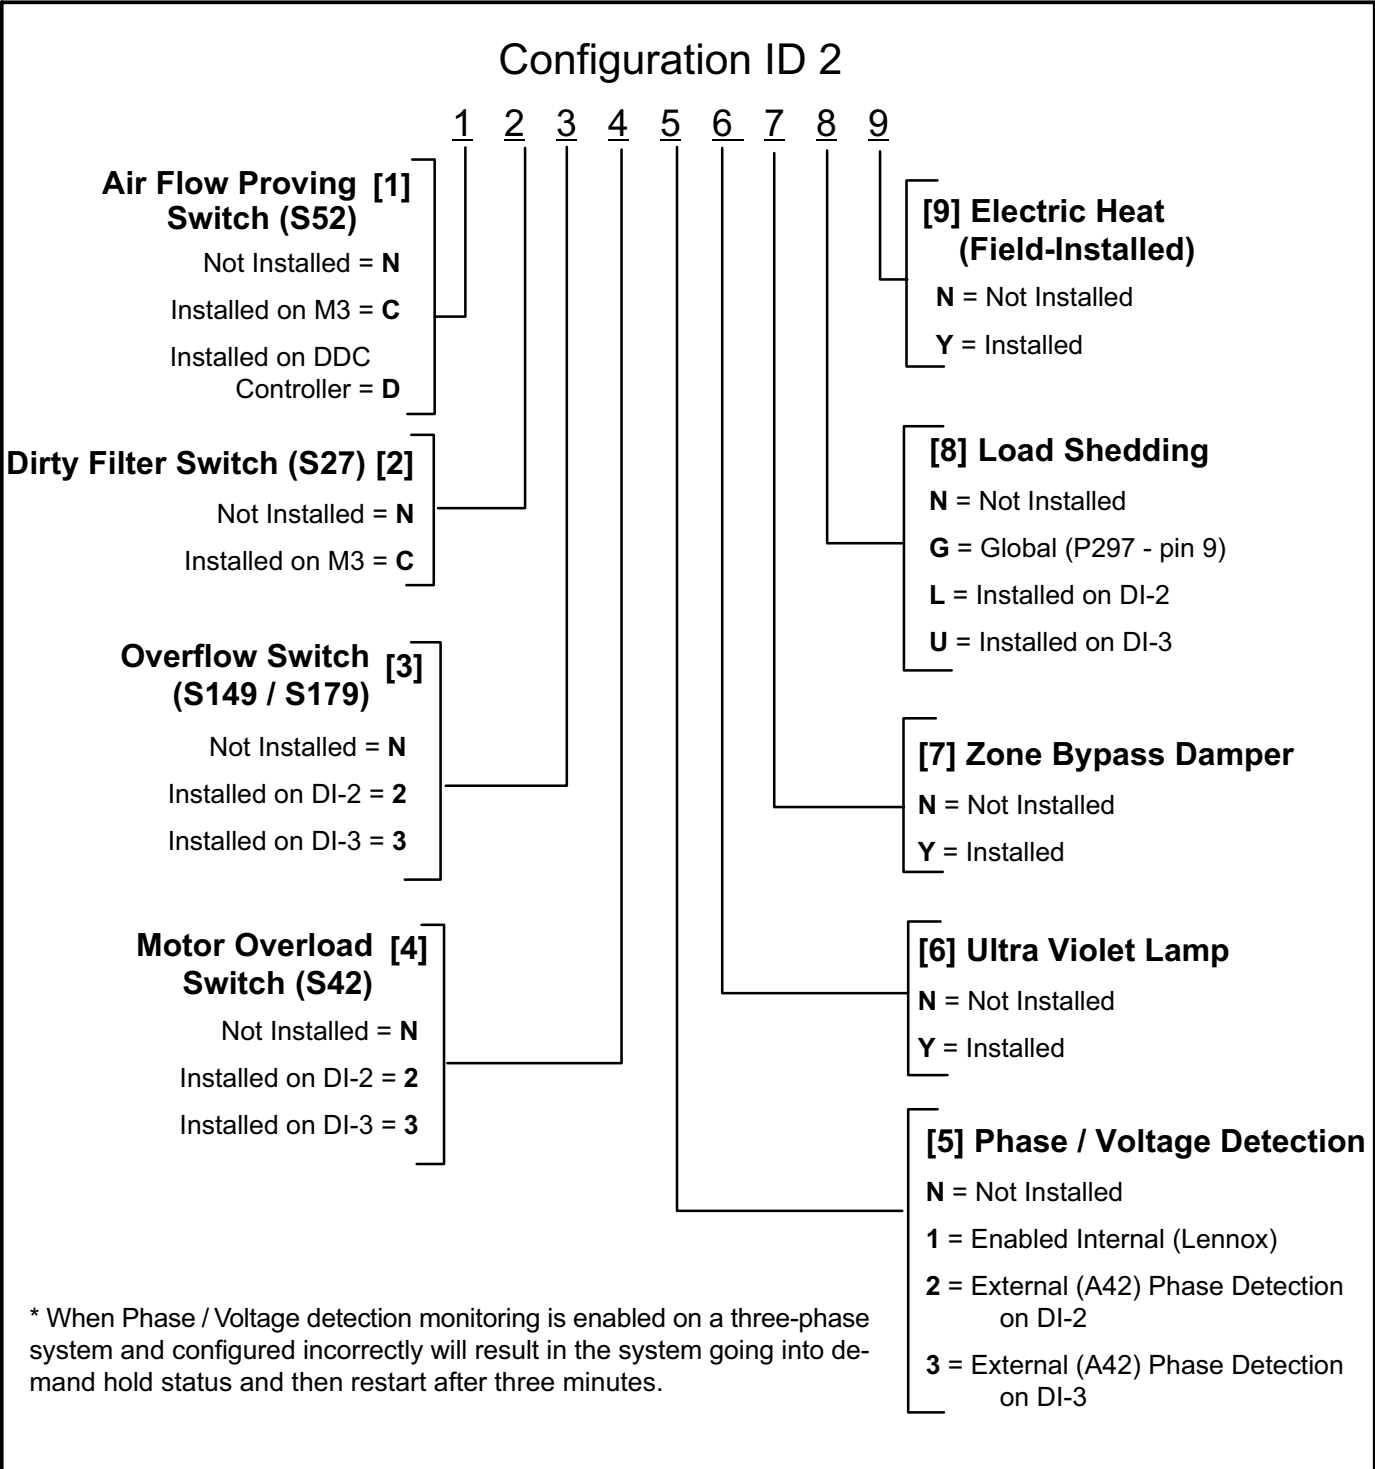 Configuration ID 2
1 2 3 4 5 6 7 8 9
Air Flow Proving [1]
Switch (S52)
Not Installed = N
Installed on M3 = C
Installed on DDC
Controller = D
Dirty Filter Switch (S27) [2]
Not Installed = N
Installed on M3 = C
Overflow Switch [3]
(S149 / S179)
Not Installed = N
Installed on DI-2 = 2
Installed on DI-3 = 3
Motor Overload [4]
Switch (S42)
Not Installed = N
Installed on DI-2 = 2
Installed on DI-3 = 3
[9] Electric Heat
(Field-Installed)
N = Not Installed
Y = Installed
[8] Load Shedding
N = Not Installed
G = Global (P297 - pin 9)
L = Installed on DI-2
U = Installed on DI-3
[7] Zone Bypass Damper
N = Not Installed
Y = Installed
[6] Ultra Violet Lamp
N = Not Installed
Y = Installed
[5] Phase / Voltage Detection
N = Not Installed
1 = Enabled Internal (Lennox)
2 = External (A42) Phase Detection
on DI-2
3 = External (A42) Phase Detection
on DI-3
* When Phase / Voltage detection monitoring is enabled on a three-phase
system and configured incorrectly will result in the system going into de-
mand hold status and then restart after three minutes.